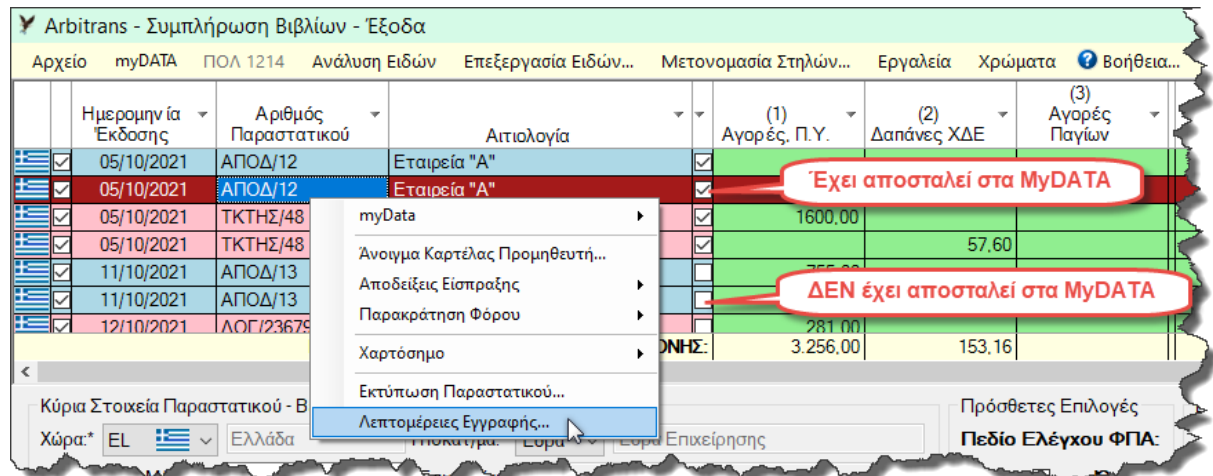 Arbitrans - Συμπλήρωση Βιβλίων - Έξοδα
Αρχείο myDATA ΠΟΛ 1214 Ανάλυση Ειδών Επεξεργασία Ειδών... Μετονομασία Στηλών... Εργαλεία Χρώματα Βοήθεια...
Ημερομηνία Έκδοσης Αριθμός Παραστατικού Αιτιολογία (1) Αγορές, Π.Υ. (2) Δαπάνες ΧΔΕ (3) Αγορές Παγίων
05/10/2021 ΑΠΟΔ/12 Εταιρεία "Α"
05/10/2021 ΑΠΟΔ/12 Εταιρεία "Α"
Έχει αποσταλεί στα MyDATA
05/10/2021 ΤΚΤΗΣ/48 1600,00
05/10/2021 ΤΚΤΗΣ/48 57,60
11/10/2021 ΑΠΟΔ/13
11/10/2021 ΑΠΟΔ/13
ΔΕΝ έχει αποσταλεί στα MyDATA
12/10/2021 ΛΟΓ/23679 281,00
ΟΝΗΣ: 3.256,00 153,16
myData
Άνοιγμα Καρτέλας Προμηθευτή...
Αποδείξεις Είσπραξης
Παρακράτηση Φόρου
Χαρτόσημο
Εκτύπωση Παραστατικού...
Λεπτομέρειες Εγγραφής...
Κύρια Στοιχεία Παραστατικού - Β
Πρόσθετες Επιλογές
Χώρα:* EL Ελλάδα Επιχείρησης
Πεδίο Ελέγχου ΦΠΑ: